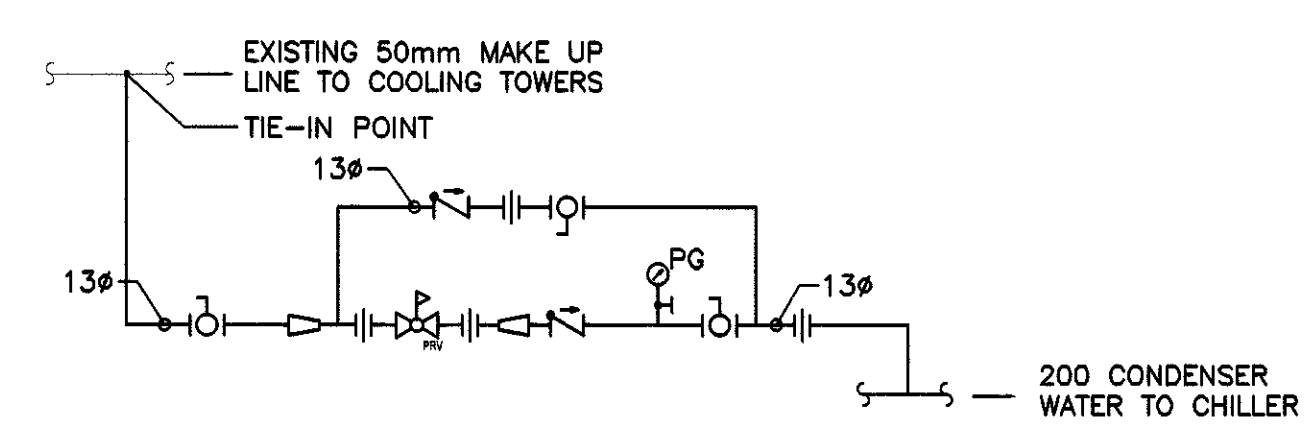 EXISTING 50mm MAKE UP
LINE TO COOLING TOWERS
TIE-IN POINT
13ø
13ø
PG
13ø
PRV
200 CONDENSER
WATER TO CHILLER